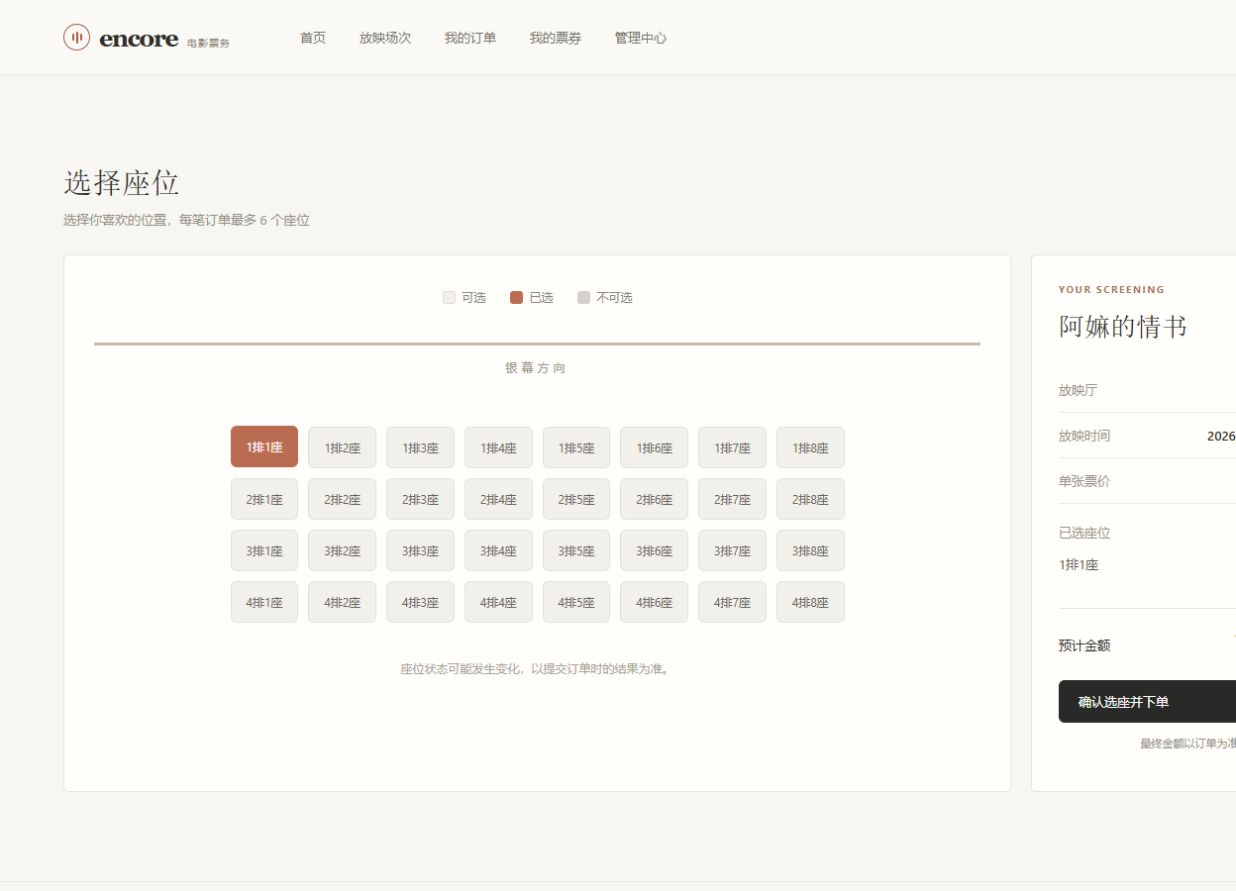 encore 电影票务 首页 放映场次 我的订单 我的票券 管理中心
选择座位
选择你喜欢的位置，每笔订单最多 6 个座位
可选 已选 不可选
银幕方向
1排1座 1排2座 1排3座 1排4座 1排5座 1排6座 1排7座 1排8座
2排1座 2排2座 2排3座 2排4座 2排5座 2排6座 2排7座 2排8座
3排1座 3排2座 3排3座 3排4座 3排5座 3排6座 3排7座 3排8座
4排1座 4排2座 4排3座 4排4座 4排5座 4排6座 4排7座 4排8座
座位状态可能发生变化，以提交订单时的结果为准。
YOUR SCREENING
阿嫲的情书
放映厅
放映时间 2026
单张票价
已选座位
1排1座
预计金额
确认选座并下单
最终金额以订单为准